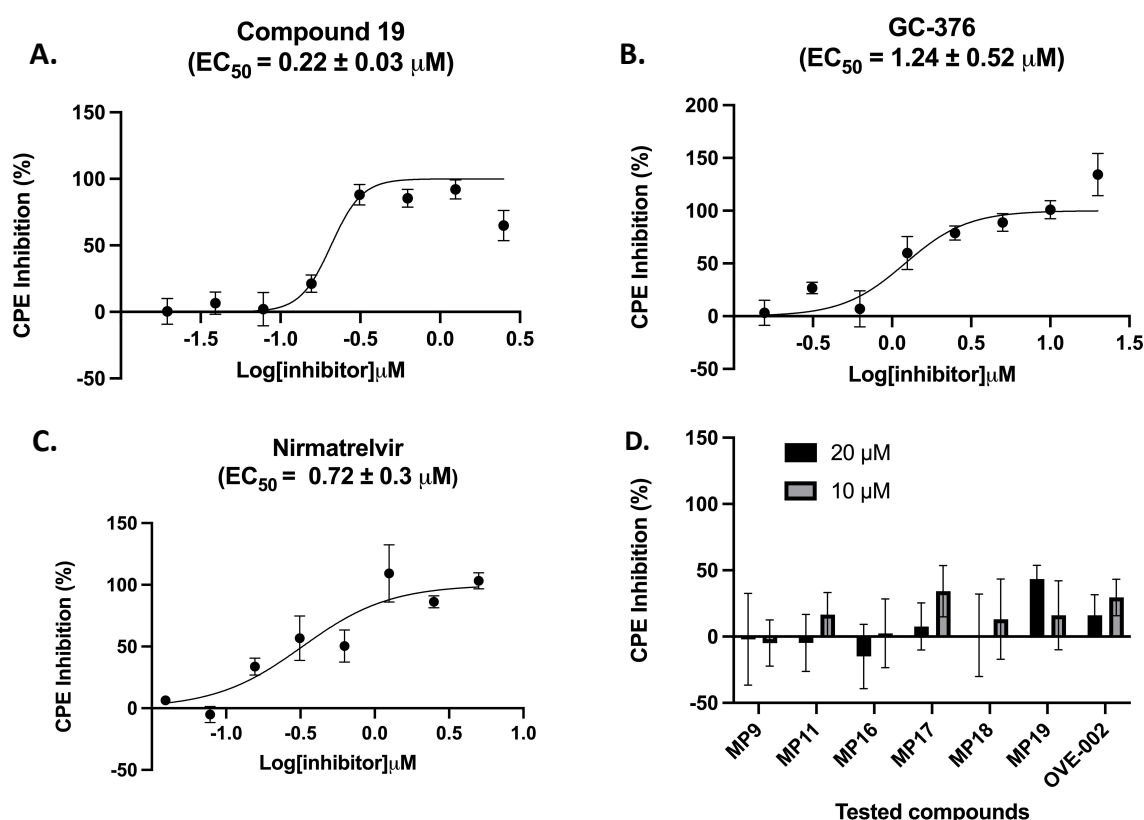 A.
Compound 19
(EC50 = 0.22 ± 0.03 μM)
CPE Inhibition (%)
150
100
50
0
-50
-1.5
-1.0
-0.5
0.0
0.5
Log[inhibitor]μM
B.
GC-376
(EC50 = 1.24 ± 0.52 μM)
CPE Inhibition (%)
200
150
100
50
0
-50
-0.5
0.0
0.5
1.0
1.5
Log[inhibitor]μM
C.
Nirmatrelvir
(EC50 = 0.72 ± 0.3 μM)
CPE Inhibition (%)
150
100
50
0
-50
-1.0
-0.5
0.0
0.5
1.0
Log[inhibitor]μM
D.
CPE Inhibition (%)
150
100
50
0
-50
20 μM
10 μM
MP9
MP11
MP16
MP17
MP18
MP19
OVE-002
Tested compounds